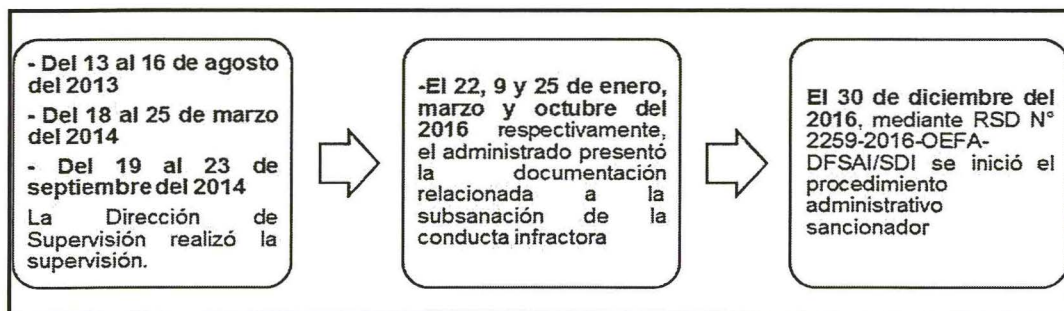 - Del 13 al 16 de agosto
del 2013
- Del 18 al 25 de marzo
del 2014
- Del 19 al 23 de
septiembre del 2014
La Dirección de
Supervisión realizó la
supervisión.
-El 22, 9 y 25 de enero,
marzo y octubre del
2016 respectivamente,
el administrado presentó
la documentación
relacionada a la
subsanación de la
conducta infractora
El 30 de diciembre del
2016, mediante RSD N°
2259-2016-OEFA-
DFSAI/SDI se inició el
procedimiento
administrativo
sancionador